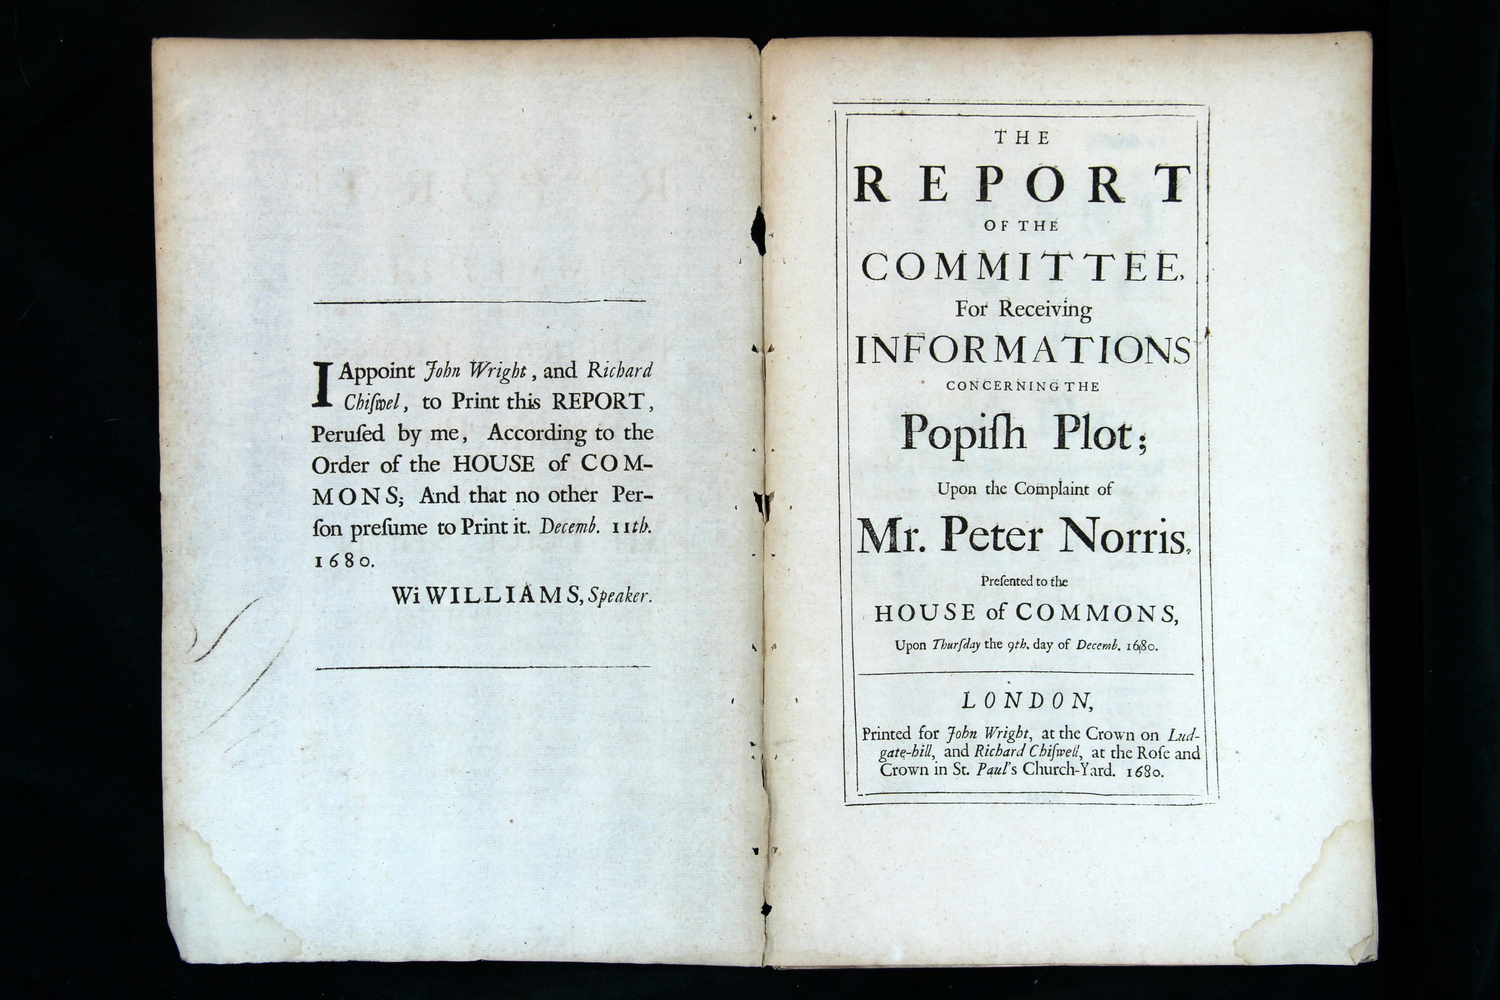 I Appoint John Wright, and Richard
Chiſwel, to Print this REPORT,
Peruſed by me, According to the
Order of the HOUSE of COM-
MONS; And that no other Per-
ſon preſume to Print it. Decemb. 11th.
1680.
Wi WILLIAMS, Speaker.
THE
REPORT
OF THE
COMMITTEE,
For Receiving
INFORMATIONS
CONCERNING THE
Popiſh Plot;
Upon the Complaint of
Mr. Peter Norris,
Preſented to the
HOUSE of COMMONS,
Upon Thurſday the 9th. day of Decemb. 1680.
LONDON,
Printed for John Wright, at the Crown on Lud-
gate-hill, and Richard Chiſwell, at the Roſe and
Crown in St. Paul's Church-Yard. 1680.